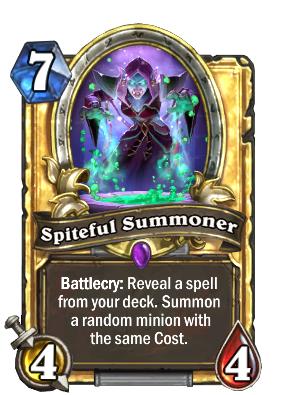 7
Spiteful Summoner
Battlecry: Reveal a spell
from your deck. Summon
a random minion with
the same Cost.
4
4